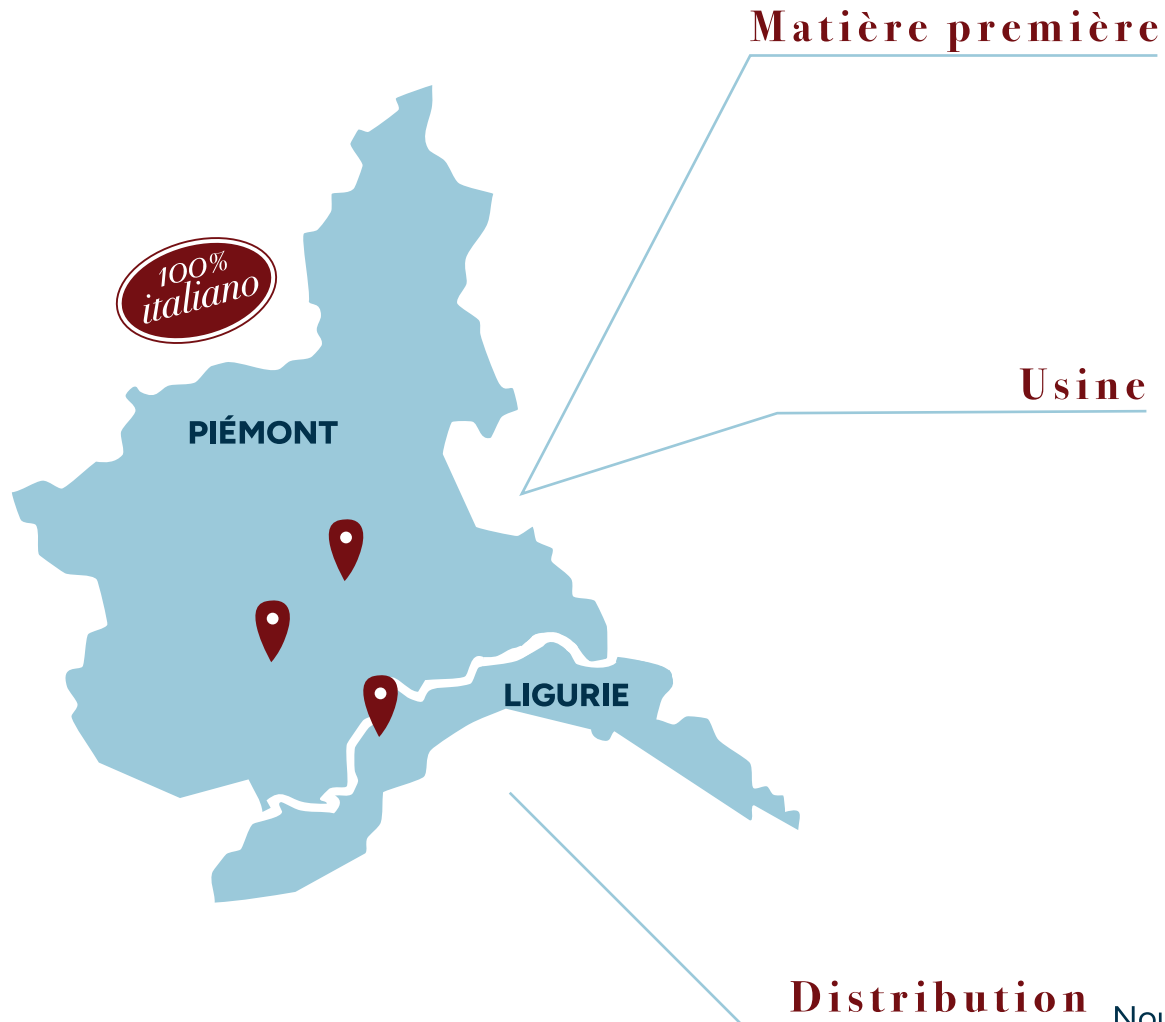 Matière première
100%
italiano
Usine
PIÉMONT
LIGURIE
Distribution